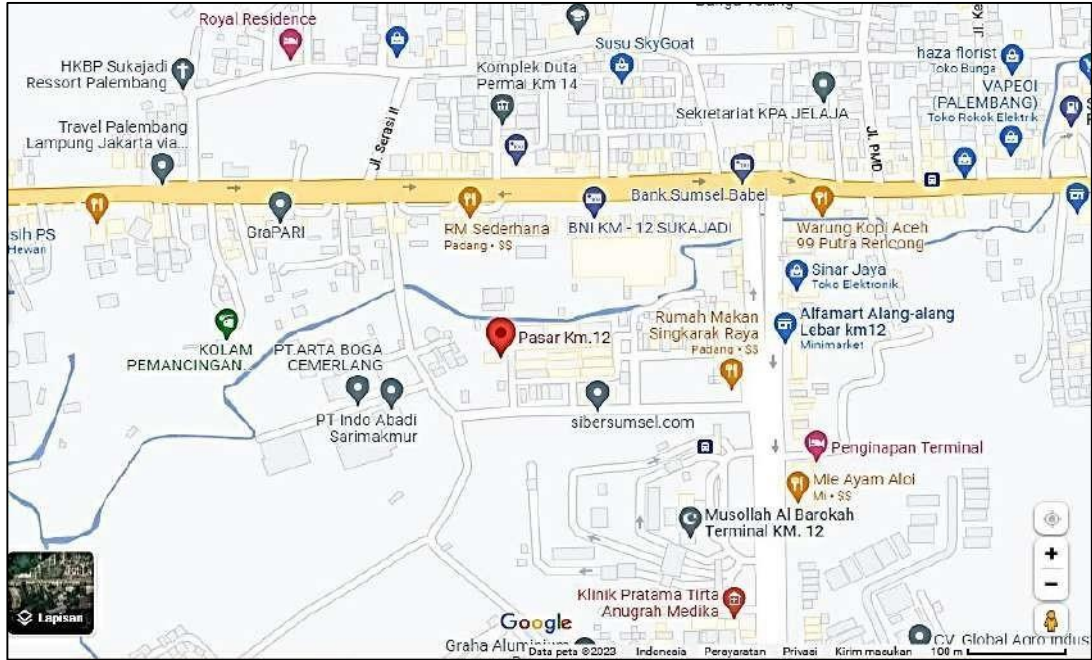 Royal Residence
HKBP Sukajadi
Ressort Palembang
Travel Palembang
Lampung Jakarta via...
Jl. Serasi II
Komplek Duta
Permai Km 14
Susu SkyGoat
Sekretariat KPA JELAJA
haza florist
Toko Bunga
VAPEOI
(PALEMBANG)
Toko Rokok Elektrik
Jl. PMD
sih PS
Hewan
GraPARI
RM Sederhana
Padang • $$
BNI KM - 12 SUKAJADI
Bank Sumsel Babel
Warung Kopi Aceh
99 Putra Rencong
Sinar Jaya
Toko Elektronik
Rumah Makan
Singkarak Raya
Padang • $$
Alfamart Alang-alang
Lebar km12
Minimarket
Pasar Km.12
KOLAM
PEMANCINGAN...
PT.ARTA BOGA
CEMERLANG
PT Indo Abadi
Sarimakmur
sibersumsel.com
Penginapan Terminal
Mie Ayam Aloi
Mi • $$
Musollah Al Barokah
Terminal KM. 12
Klinik Pratama Tirta
Anugrah Medika
Lapisan
Google
Graha Aluminium
CV. Global Agro Indus
Data peta ©2023 Indonesia Persyaratan Privasi Kirim masukan 100 m